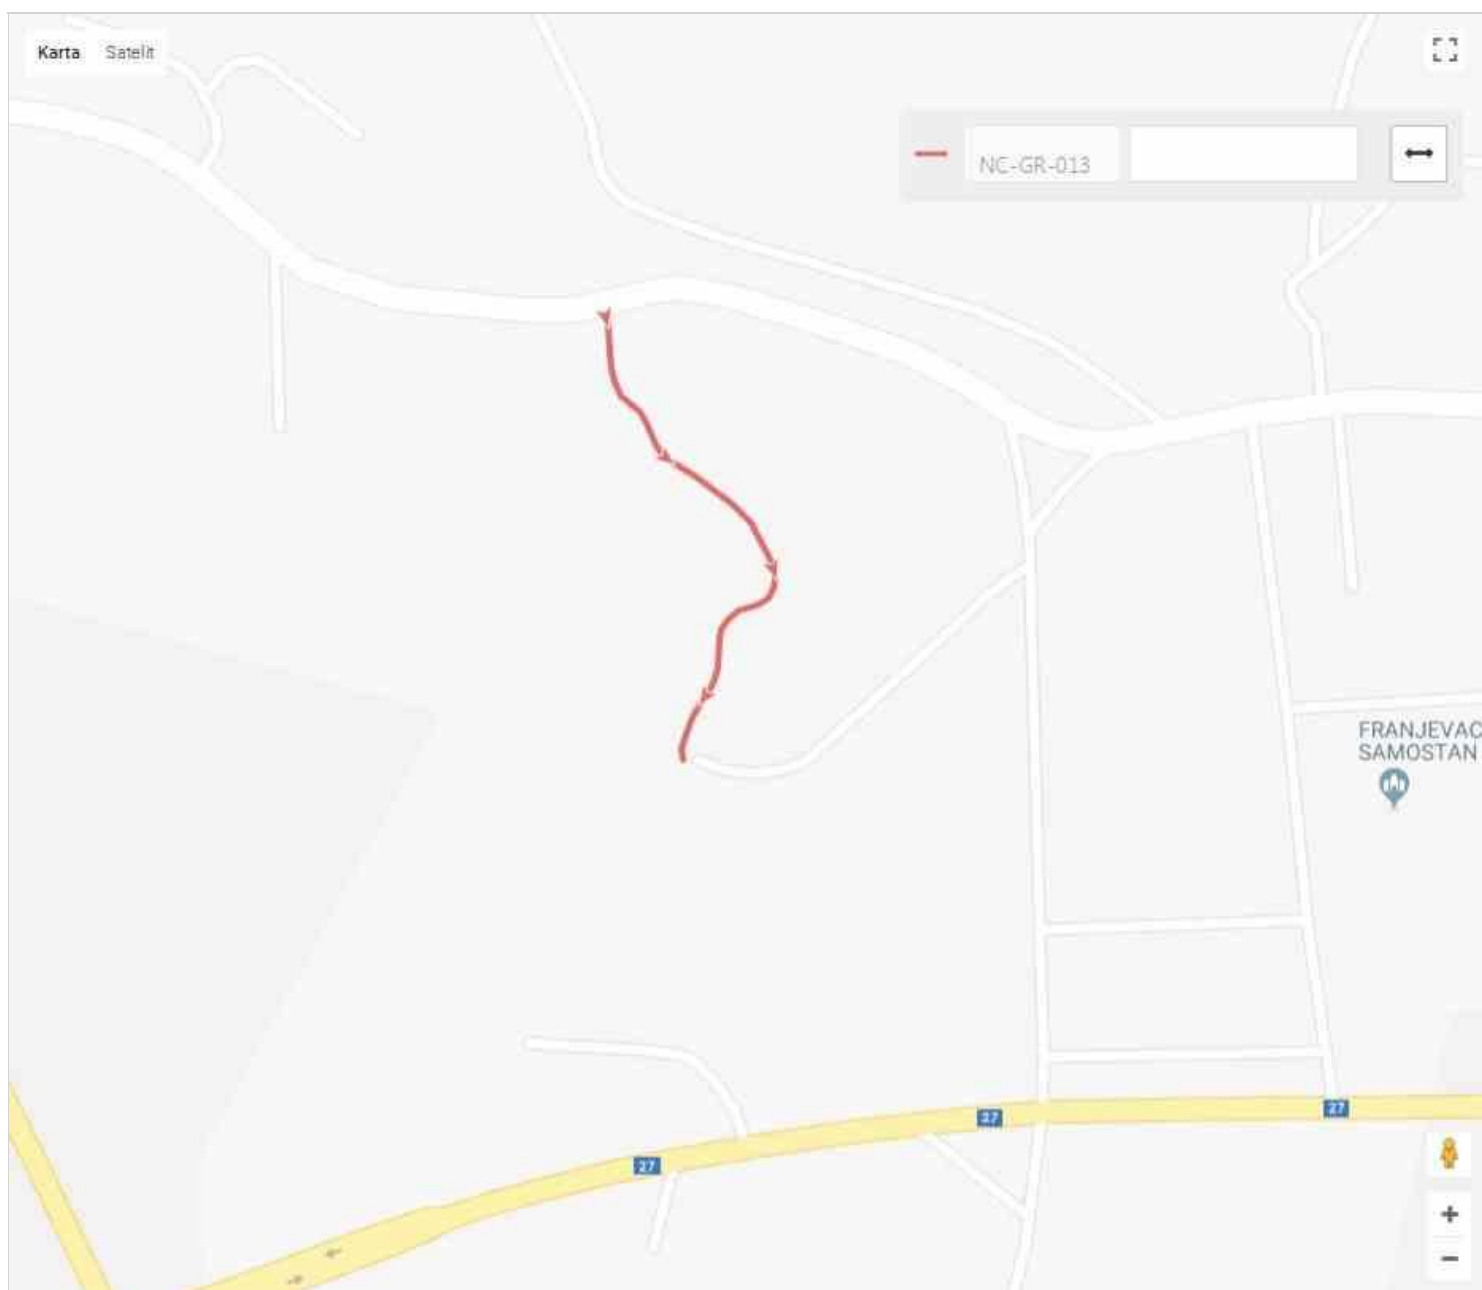 Karta Satelit
NC-GR-013
FRANJEVAC
SAMOSTAN
27
27
27
+
−